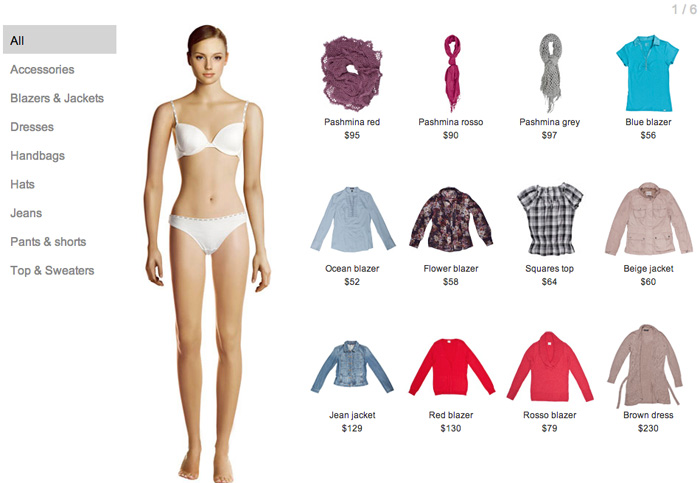 1 / 6
All
Accessories
Blazers & Jackets
Dresses
Handbags
Hats
Jeans
Pants & shorts
Top & Sweaters
Pashmina red
$95
Pashmina rosso
$90
Pashmina grey
$97
Blue blazer
$56
Ocean blazer
$52
Flower blazer
$58
Squares top
$64
Beige jacket
$60
Jean jacket
$129
Red blazer
$130
Rosso blazer
$79
Brown dress
$230